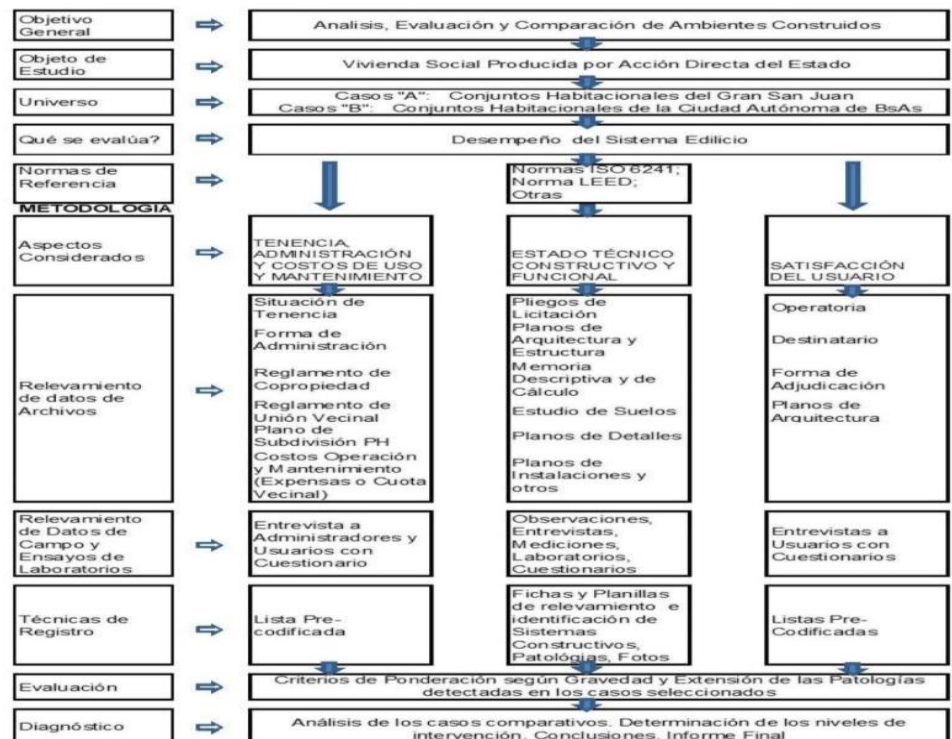 Objetivo
General
Analisis, Evaluación y Comparación de Ambientes Construidos
Objeto de
Estudio
Vivienda Social Producida por Acción Directa del Estado
Universo
Casos "A": Conjuntos Habitacionales del Gran San Juan
Casos "B": Conjuntos Habitacionales de la Ciudad Autónoma de BsAs
Qué se evalúa?
Desempeño del Sistema Edilicio
Normas de
Referencia
Normas ISO 6241;
Norma LEED;
Otras
METODOLOGIA
Aspectos
Considerados
TENENCIA,
ADMINISTRACIÓN
Y COSTOS DE USO
Y MANTENIMIENTO
ESTADO TÉCNICO
CONSTRUCTIVO Y
FUNCIONAL
SATISFACCIÓN
DEL USUARIO
Relevamiento
de datos de
Archivos
Situación de
Tenencia
Forma de
Administración
Reglamento de
Copropiedad
Reglamento de
Unión Vecinal
Plano de
Subdivisión PH
Costos Operación
y Mantenimiento
(Expensas o Cuota
Vecinal)
Pliegos de
Licitación
Planos de
Arquitectura y
Estructura
Memoria
Descriptiva y de
Cálculo
Estudio de Suelos
Planos de Detalles
Planos de
Instalaciones y
otros
Operatoria
Destinatario
Forma de
Adjudicación
Planos de
Arquitectura
Relevamiento
de Datos de
Campo y
Ensayos de
Laboratorios
Entrevista a
Administradores y
Usuarios con
Cuestionario
Observaciones,
Entrevistas,
Mediciones,
Laboratorios,
Cuestionarios
Entrevistas a
Usuarios con
Cuestionarios
Técnicas de
Registro
Lista Pre-
codificada
Fichas y Planillas
de relevamiento e
identificación de
Sistemas
Constructivos,
Patológias, Fotos
Listas Pre-
Codificadas
Evaluación
Criterios de Ponderación según Gravedad y Extensión de las Patologías
detectadas en los casos seleccionados
Diagnóstico
Análisis de los casos comparativos. Determinación de los niveles de
intervención. Conclusiones. Informe Final